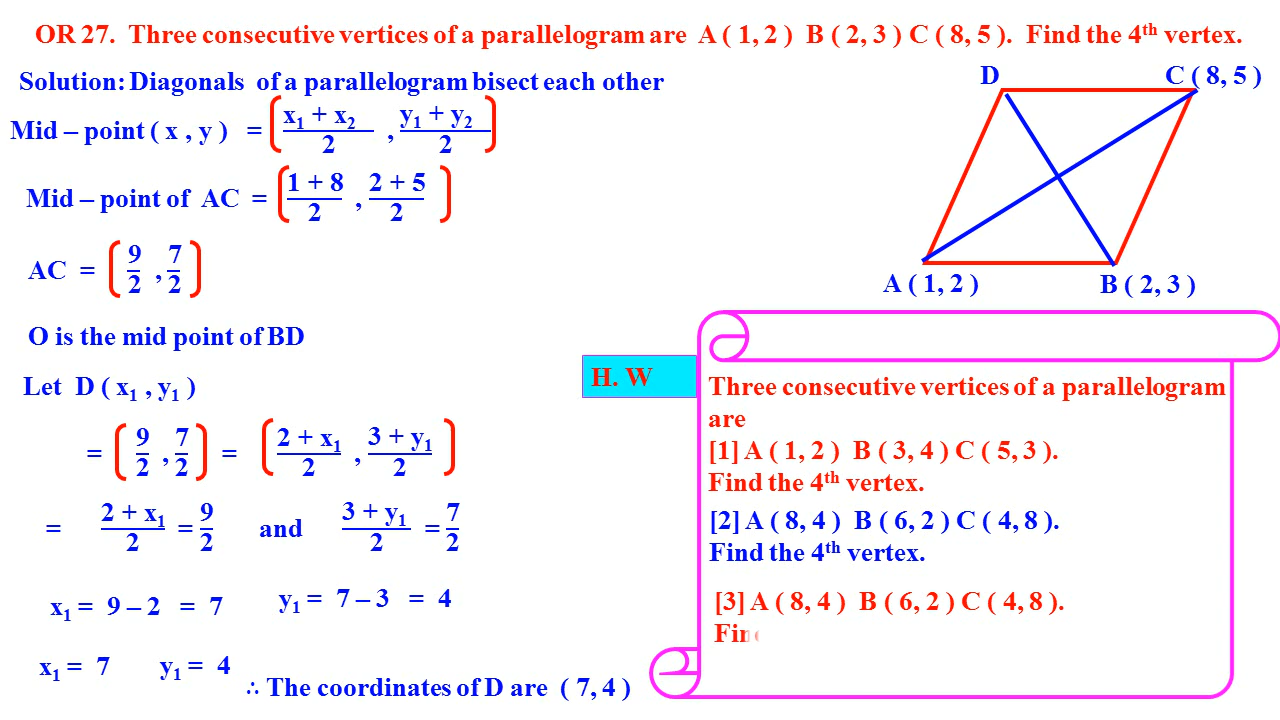 OR 27. Three consecutive vertices of a parallelogram are A ( 1, 2 ) B ( 2, 3 ) C ( 8, 5 ). Find the 4th vertex.
Solution: Diagonals of a parallelogram bisect each other
Mid – point ( x , y ) = ( x₁ + x₂ / 2 , y₁ + y₂ / 2 )
Mid – point of AC = ( 1 + 8 / 2 , 2 + 5 / 2 )
AC = ( 9 / 2 , 7 / 2 )
O is the mid point of BD
Let D ( x₁ , y₁ )
= ( 9 / 2 , 7 / 2 ) = ( 2 + x₁ / 2 , 3 + y₁ / 2 )
= 2 + x₁ / 2 = 9 / 2 and 3 + y₁ / 2 = 7 / 2
x₁ = 9 – 2 = 7 y₁ = 7 – 3 = 4
x₁ = 7 y₁ = 4
∴ The coordinates of D are ( 7, 4 )
D C ( 8, 5 )
A ( 1, 2 ) B ( 2, 3 )
H. W
Three consecutive vertices of a parallelogram
are
[1] A ( 1, 2 ) B ( 3, 4 ) C ( 5, 3 ).
Find the 4th vertex.
[2] A ( 8, 4 ) B ( 6, 2 ) C ( 4, 8 ).
Find the 4th vertex.
[3] A ( 8, 4 ) B ( 6, 2 ) C ( 4, 8 ).